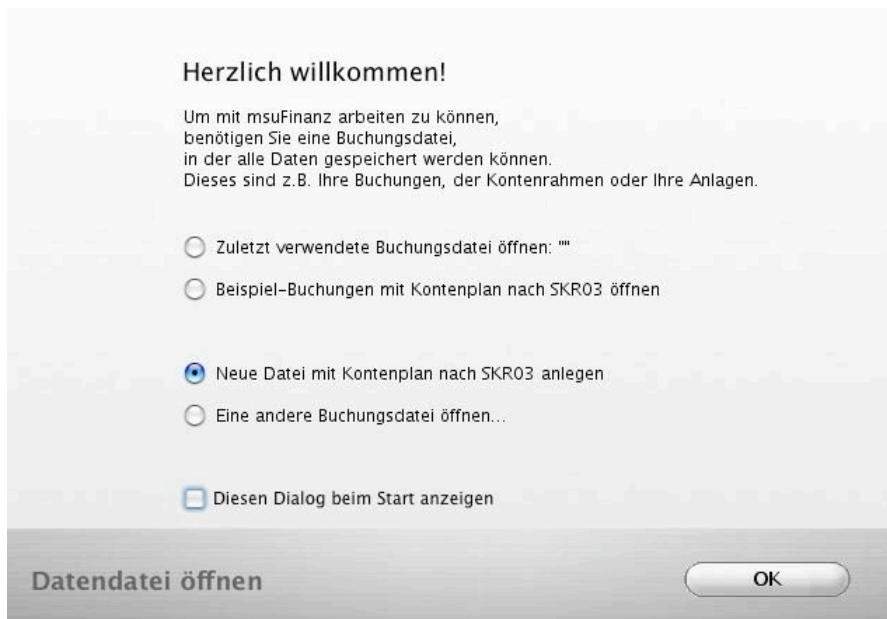 Herzlich willkommen!
Um mit msuFinanz arbeiten zu können,
benötigen Sie eine Buchungsdatei,
in der alle Daten gespeichert werden können.
Dieses sind z.B. Ihre Buchungen, der Kontenrahmen oder Ihre Anlagen.
Zuletzt verwendete Buchungsdatei öffnen: ""
Beispiel-Buchungen mit Kontenplan nach SKR03 öffnen
Neue Datei mit Kontenplan nach SKR03 anlegen
Eine andere Buchungsdatei öffnen...
Diesen Dialog beim Start anzeigen
Datendatei öffnen
OK